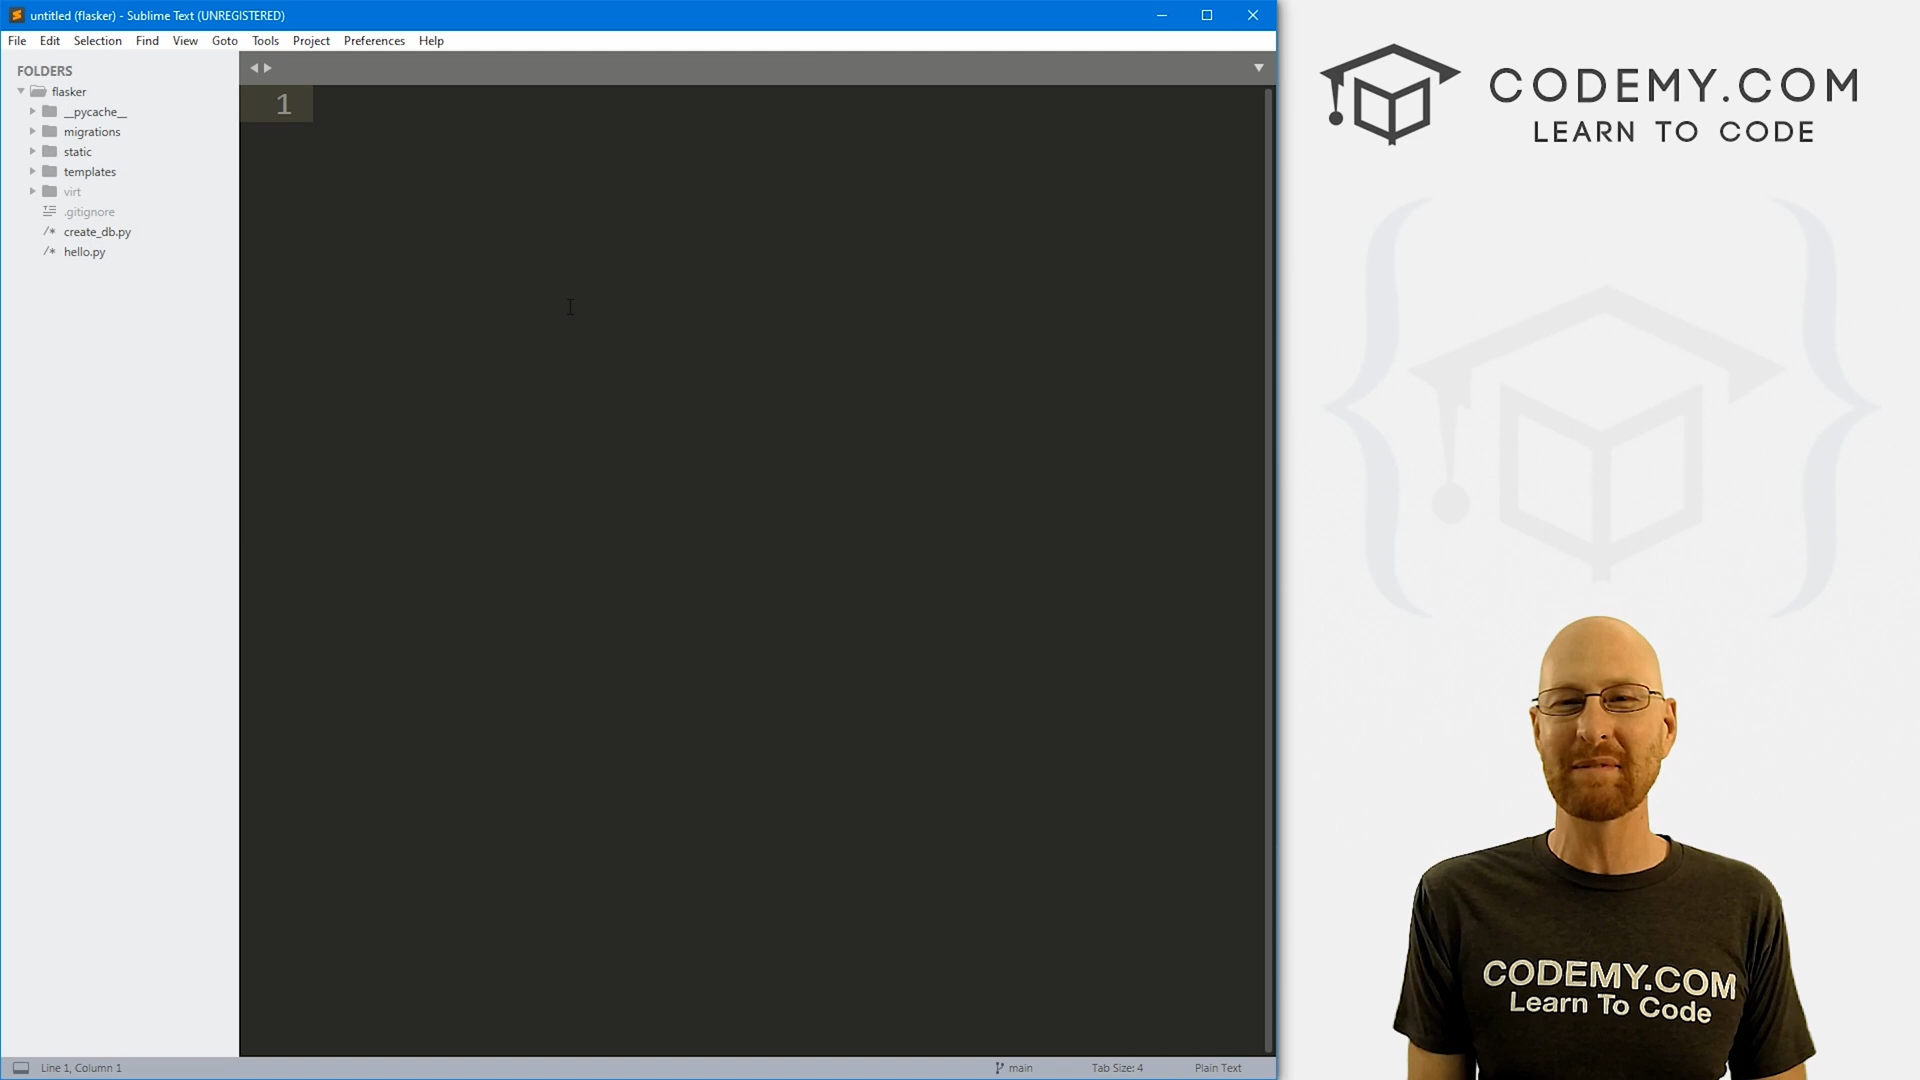 untitled (flasker) - Sublime Text (UNREGISTERED)
File Edit Selection Find View Goto Tools Project Preferences Help
FOLDERS
flasker
__pycache__
migrations
static
templates
virt
.gitignore
create_db.py
hello.py
1
Line 1, Column 1
main
Tab Size: 4
Plain Text
CODEMY.COM
LEARN TO CODE
CODEMY.COM
Learn To Code